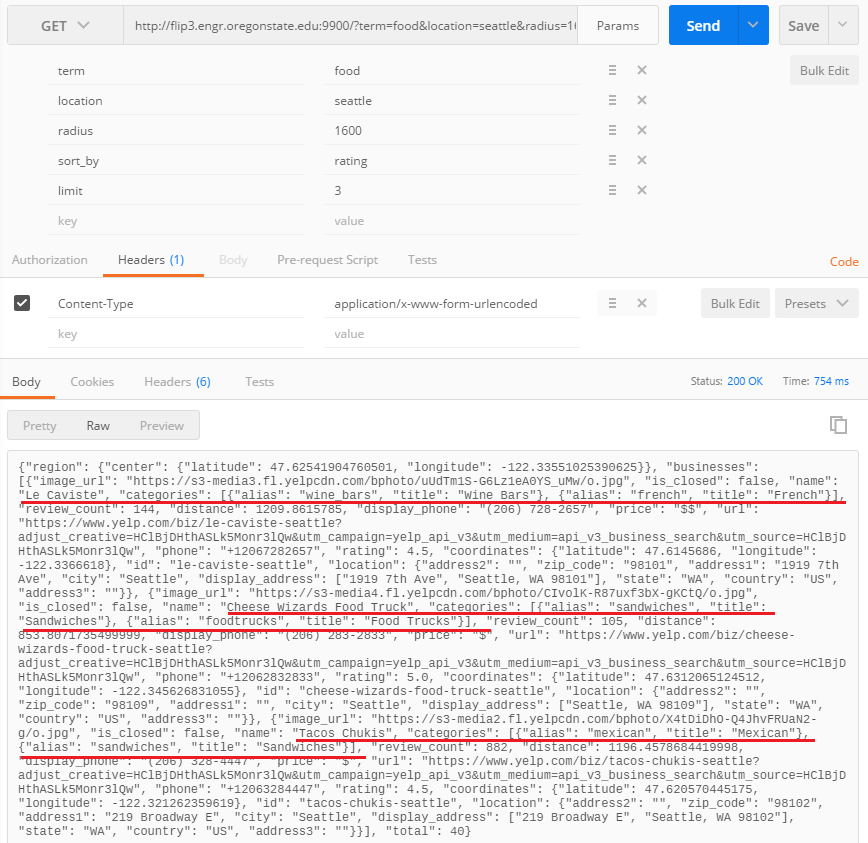 GET http://flip3.engr.oregonstate.edu:9900/?term=food&location=seattle&radius=16 Params Send Save
term food Bulk Edit
location seattle
radius 1600
sort_by rating
limit 3
key value
Authorization Headers (1) Body Pre-request Script Tests Code
Content-Type application/x-www-form-urlencoded Bulk Edit Presets
key value
Body Cookies Headers (6) Tests Status: 200 OK Time: 754 ms
Pretty Raw Preview
{"region": {"center": {"latitude": 47.62541904760501, "longitude": -122.33551025390625}}, "businesses":
[{"image_url": "https://s3-media3.fl.yelpcdn.com/bphoto/uUdTm1S-G6Lz1eA0YS_uMw/o.jpg", "is_closed": false, "name":
"Le Caviste", "categories": [{"alias": "wine_bars", "title": "Wine Bars"}, {"alias": "french", "title": "French"}],
"review_count": 144, "distance": 1209.8615785, "display_phone": "(206) 728-2657", "price": "$$", "url":
"https://www.yelp.com/biz/le-caviste-seattle?
adjust_creative=HClBjDHthASLk5Monr3lQw&utm_campaign=yelp_api_v3&utm_medium=api_v3_business_search&utm_source=HClBjD
HthASLk5Monr3lQw", "phone": "+12067282657", "rating": 4.5, "coordinates": {"latitude": 47.6145686, "longitude":
-122.3366618}, "id": "le-caviste-seattle", "location": {"address2": "", "zip_code": "98101", "address1": "1919 7th
Ave", "city": "Seattle", "display_address": ["1919 7th Ave", "Seattle, WA 98101"], "state": "WA", "country": "US",
"address3": ""}}, {"image_url": "https://s3-media4.fl.yelpcdn.com/bphoto/CIvolK-R87uxf3bX-gKCtQ/o.jpg",
"is_closed": false, "name": "Cheese Wizards Food Truck", "categories": [{"alias": "sandwiches", "title":
"Sandwiches"}, {"alias": "foodtrucks", "title": "Food Trucks"}], "review_count": 105, "distance":
853.8071735499999, "display_phone": "(206) 283-2833", "price": "$", "url": "https://www.yelp.com/biz/cheese-
wizards-food-truck-seattle?
adjust_creative=HClBjDHthASLk5Monr3lQw&utm_campaign=yelp_api_v3&utm_medium=api_v3_business_search&utm_source=HClBjD
HthASLk5Monr3lQw", "phone": "+12062832833", "rating": 5.0, "coordinates": {"latitude": 47.6312065124512,
"longitude": -122.345626831055}, "id": "cheese-wizards-food-truck-seattle", "location": {"address2": "",
"zip_code": "98109", "address1": "", "city": "Seattle", "display_address": ["Seattle, WA 98109"], "state": "WA",
"country": "US", "address3": ""}}, {"image_url": "https://s3-media2.fl.yelpcdn.com/bphoto/X4tDiDhO-Q4JhvFRUaN2-
g/o.jpg", "is_closed": false, "name": "Tacos Chukis", "categories": [{"alias": "mexican", "title": "Mexican"},
{"alias": "sandwiches", "title": "Sandwiches"}], "review_count": 882, "distance": 1196.4578684419998,
"display_phone": "(206) 328-4447", "price": "$", "url": "https://www.yelp.com/biz/tacos-chukis-seattle?
adjust_creative=HClBjDHthASLk5Monr3lQw&utm_campaign=yelp_api_v3&utm_medium=api_v3_business_search&utm_source=HClBjD
HthASLk5Monr3lQw", "phone": "+12063284447", "rating": 4.5, "coordinates": {"latitude": 47.620570445175,
"longitude": -122.321262359619}, "id": "tacos-chukis-seattle", "location": {"address2": "", "zip_code": "98102",
"address1": "219 Broadway E", "city": "Seattle", "display_address": ["219 Broadway E", "Seattle, WA 98102"],
"state": "WA", "country": "US", "address3": ""}}], "total": 40}